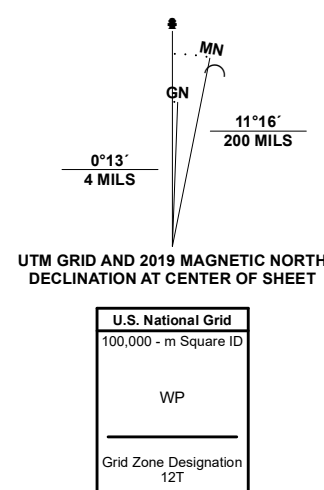 MN
GN
11°16´
200 MILS
0°13´
4 MILS
UTM GRID AND 2019 MAGNETIC NORTH
DECLINATION AT CENTER OF SHEET
U.S. National Grid
100,000 - m Square ID
WP
Grid Zone Designation
12T